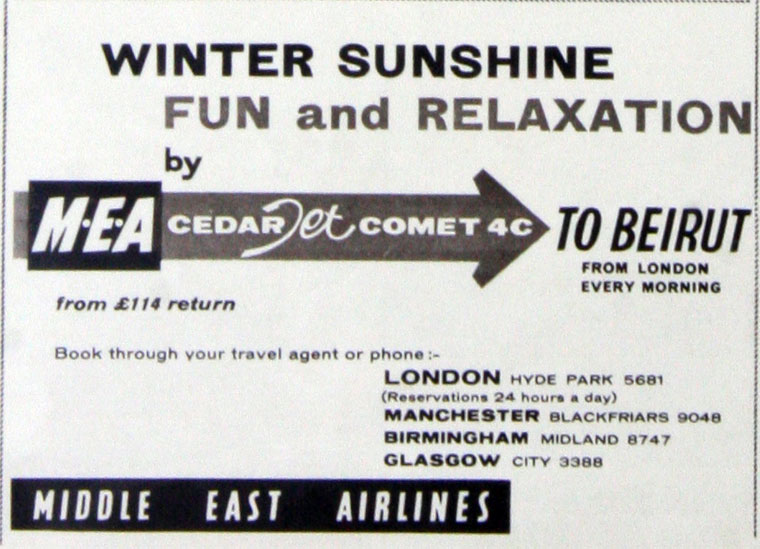 WINTER SUNSHINE
FUN and RELAXATION
by
M·E·A CEDAR Jet COMET 4C TO BEIRUT
FROM LONDON
EVERY MORNING
from £114 return
Book through your travel agent or phone:-
LONDON HYDE PARK 5681
(Reservations 24 hours a day)
MANCHESTER BLACKFRIARS 9048
BIRMINGHAM MIDLAND 8747
GLASGOW CITY 3388
MIDDLE EAST AIRLINES